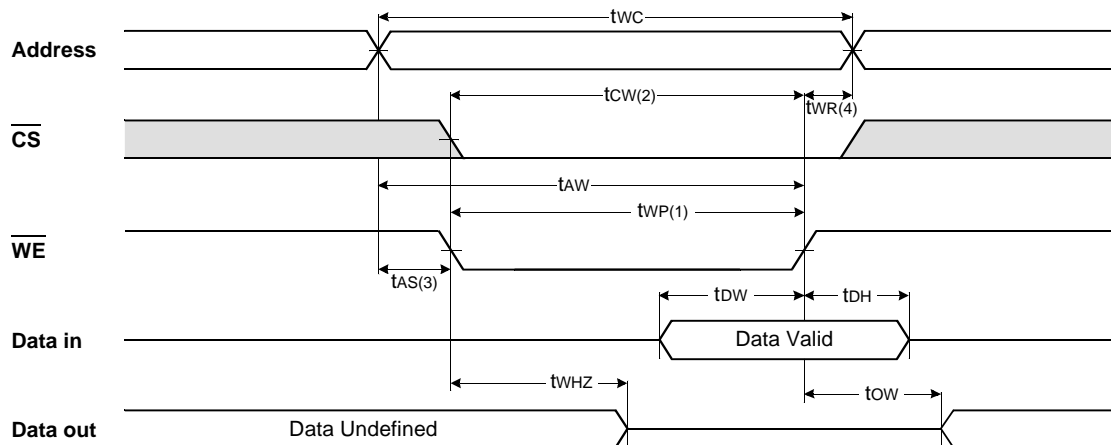 tWC
Address
tCW(2)
tWR(4)
CS
tAW
tWP(1)
WE
tAS(3)
tDW
tDH
Data in
Data Valid
tWHZ
tOW
Data out
Data Undefined